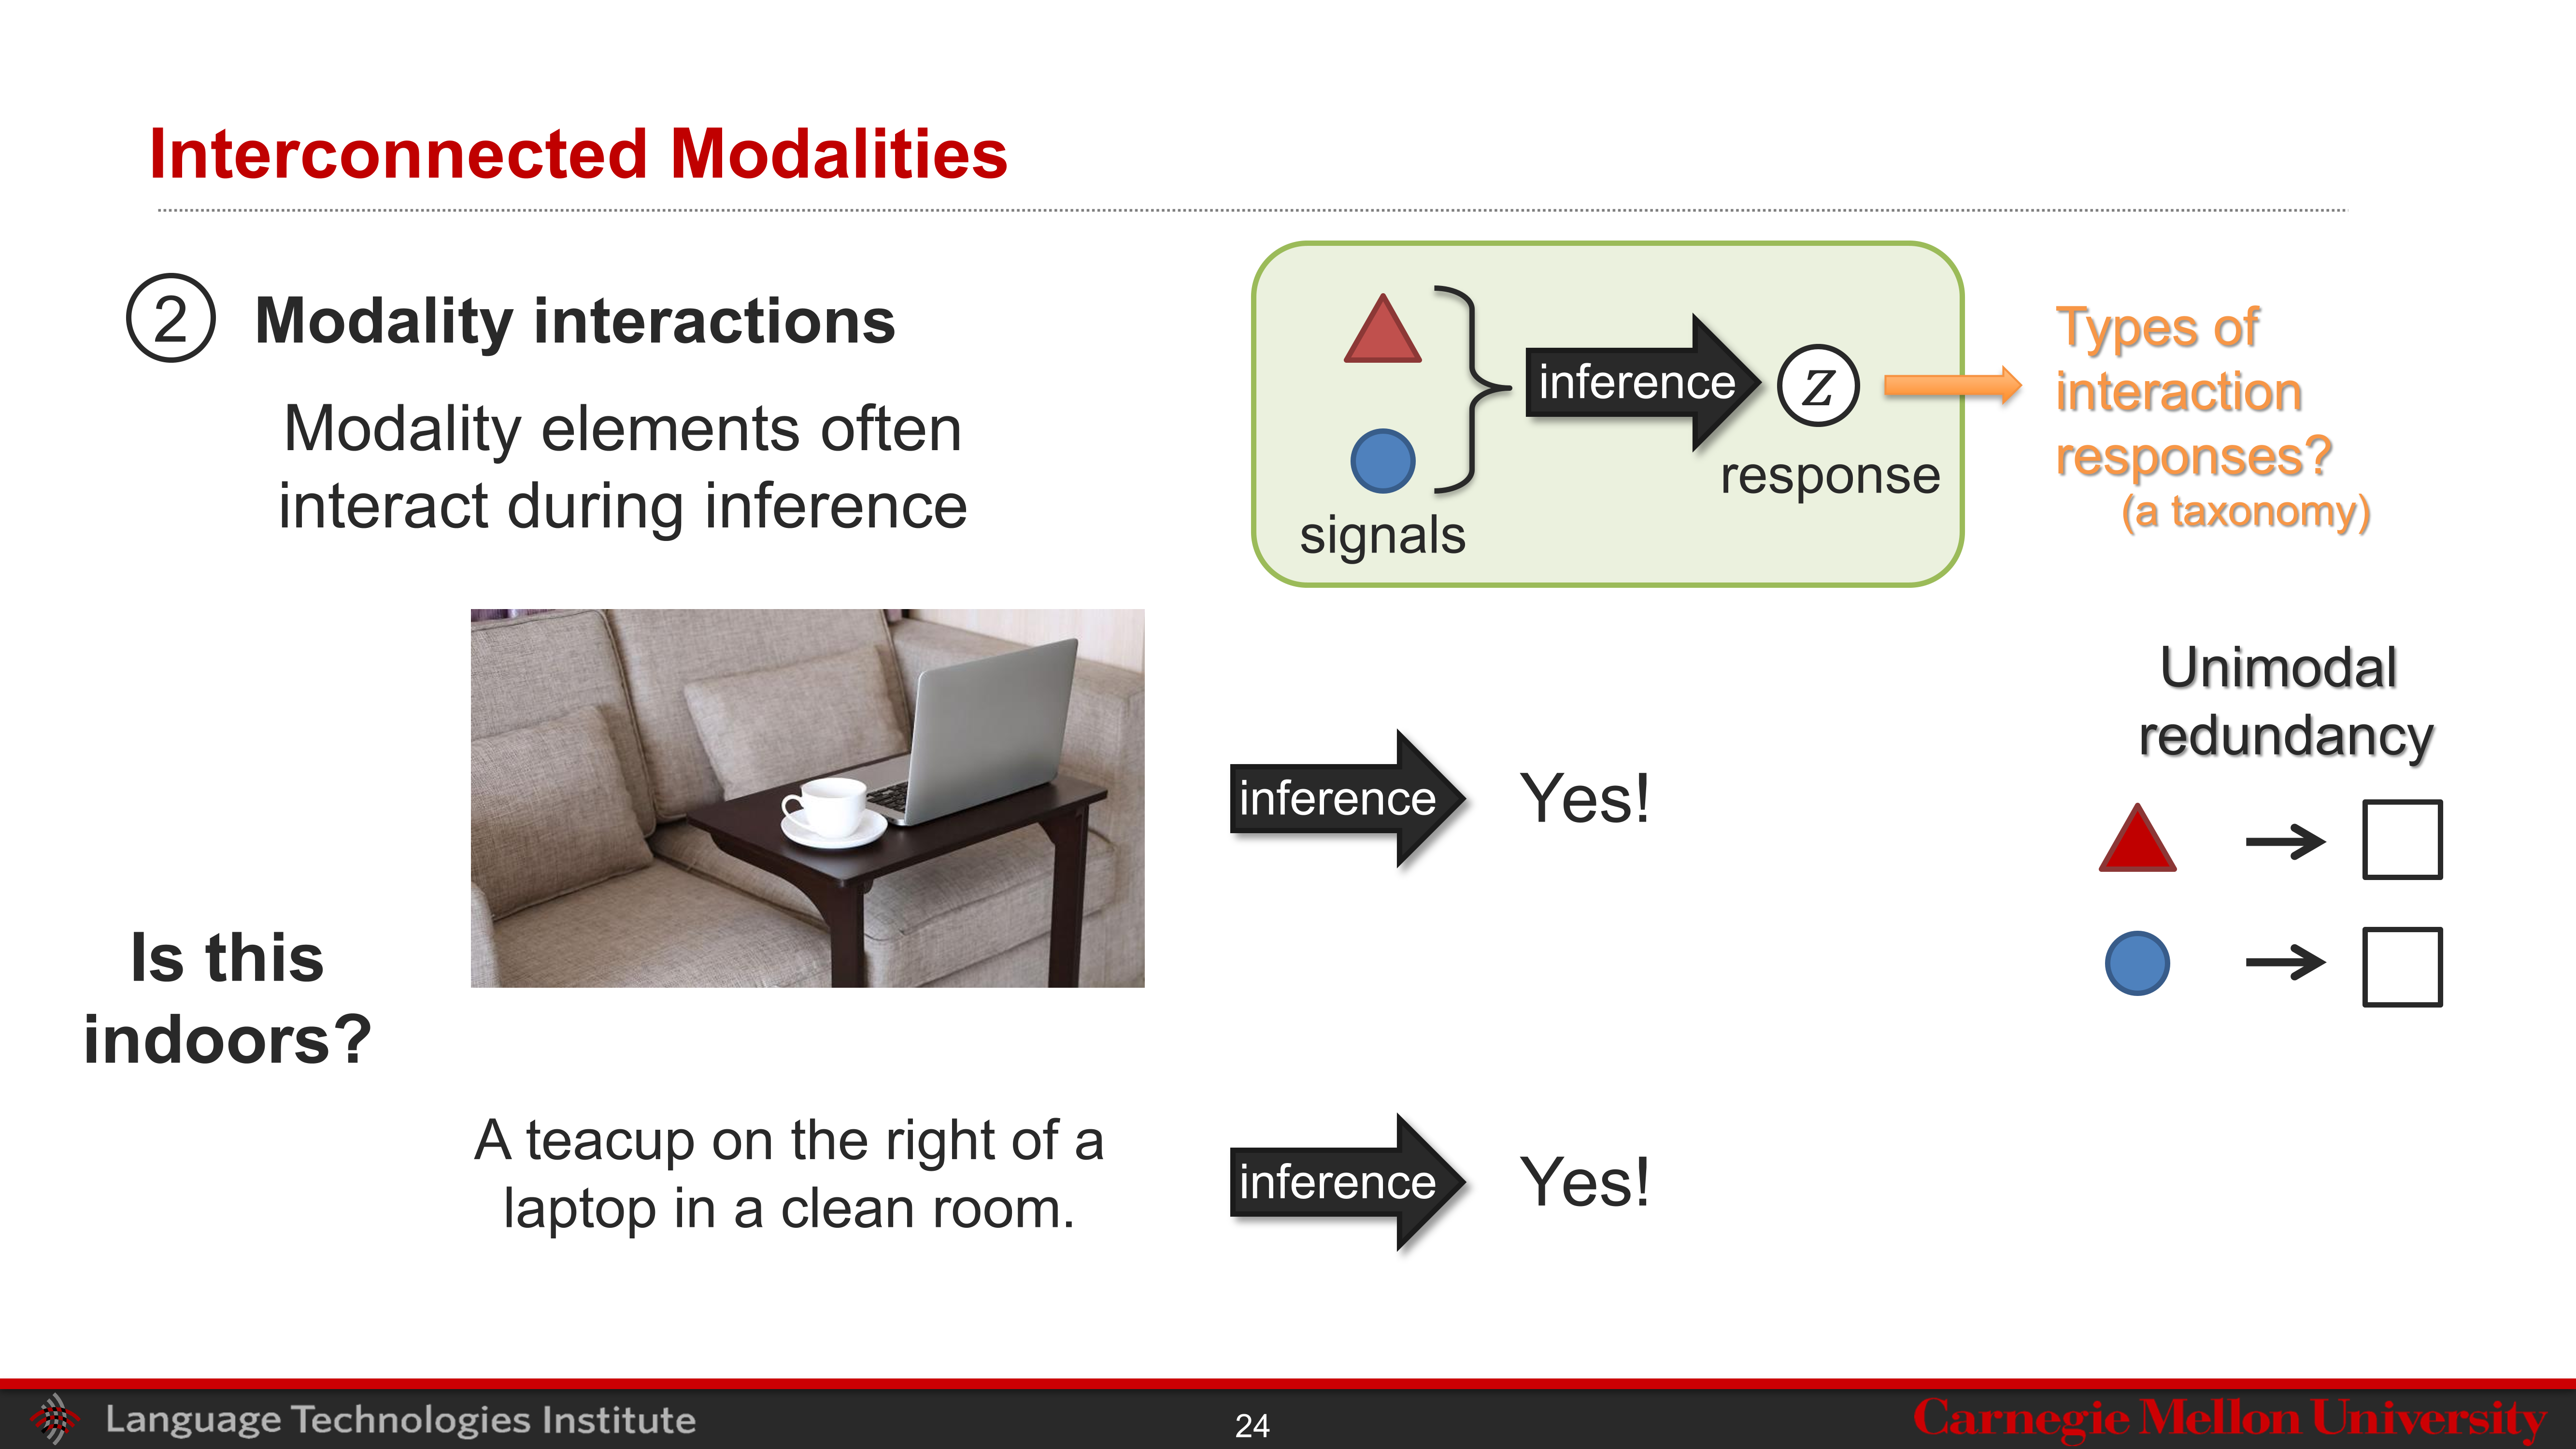 Interconnected Modalities
2 Modality interactions
Modality elements often
interact during inference
signals
inference
z
response
Types of
interaction
responses?
(a taxonomy)
Is this
indoors?
inference
Yes!
A teacup on the right of a
laptop in a clean room.
inference
Yes!
Unimodal
redundancy
Language Technologies Institute
24
Carnegie Mellon University